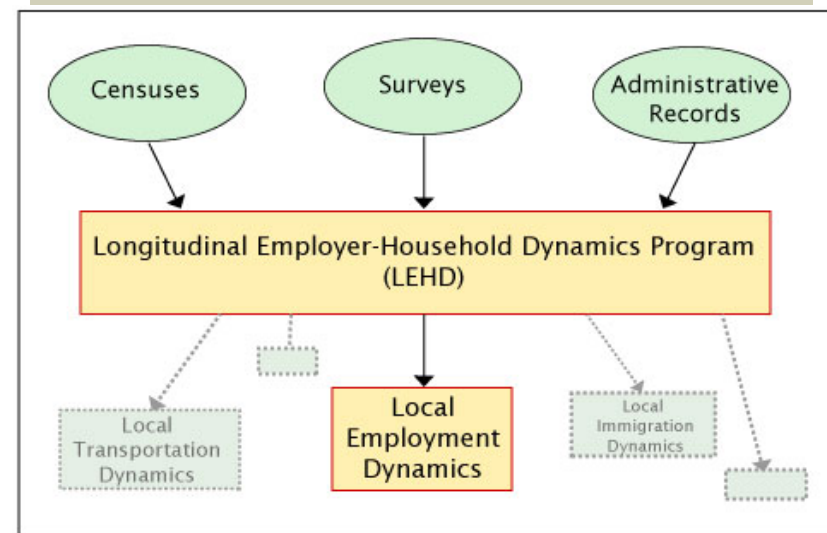 Censuses
Surveys
Administrative
Records
Longitudinal Employer-Household Dynamics Program
(LEHD)
Local
Transportation
Dynamics
Local
Employment
Dynamics
Local
Immigration
Dynamics